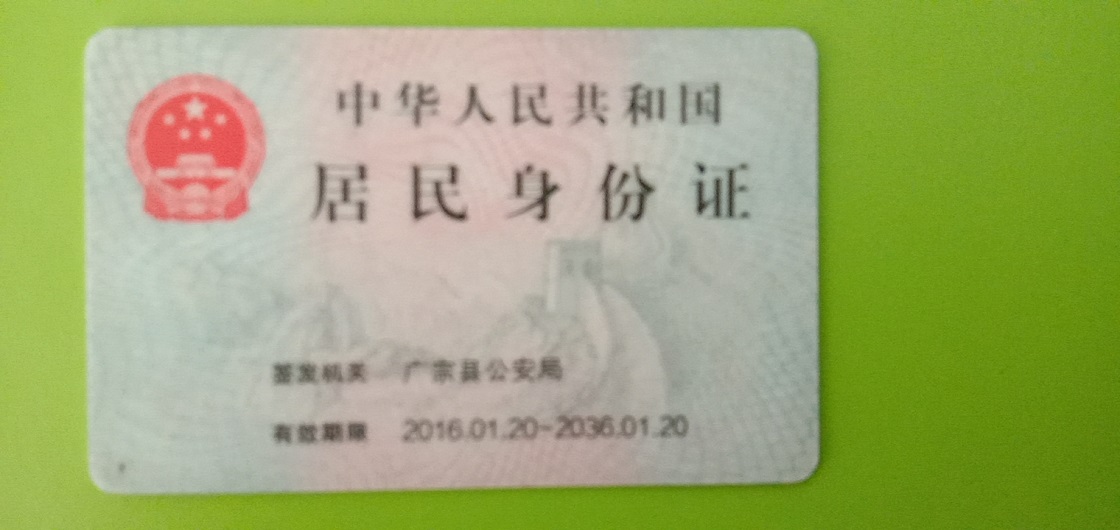 中华人民共和国
居民身份证
签发机关 广宗县公安局
有效期限 2016.01.20-2036.01.20